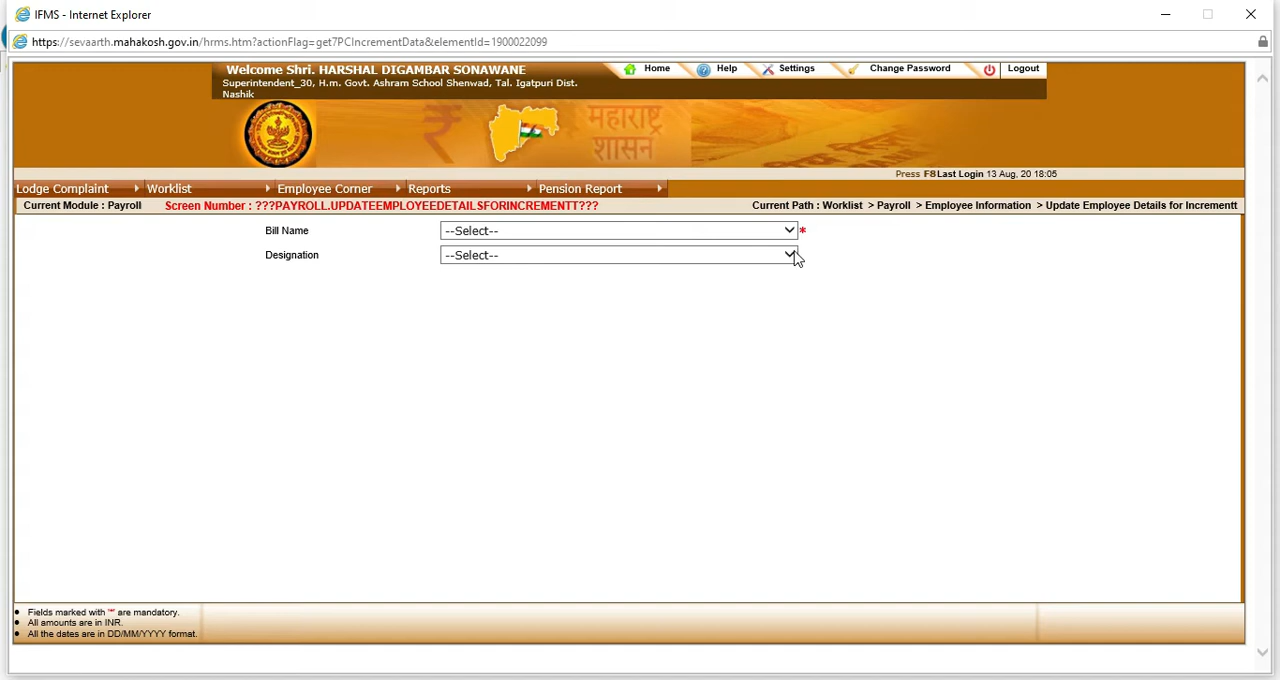 IFMS - Internet Explorer
https://sevaarth.mahakosh.gov.in/hrms.htm?actionFlag=get7PCIncrementData&elementId=1900022099
Welcome Shri. HARSHAL DIGAMBAR SONAWANE
Superintendent_30, H.m. Govt. Ashram School Shenwad, Tal. Igatpuri Dist.
Nashik
Home Help Settings Change Password Logout
महाराष्ट्र
शासन
Press F8Last Login 13 Aug, 20 18:05
Lodge Complaint Worklist Employee Corner Reports Pension Report
Current Module : Payroll Screen Number : ???PAYROLL.UPDATEEMPLOYEEDETAILSFORINCREMENTT??? Current Path : Worklist > Payroll > Employee Information > Update Employee Details for Incrementt
Bill Name --Select-- *
Designation --Select--
Fields marked with "*" are mandatory.
All amounts are in INR.
All the dates are in DD/MM/YYYY format.